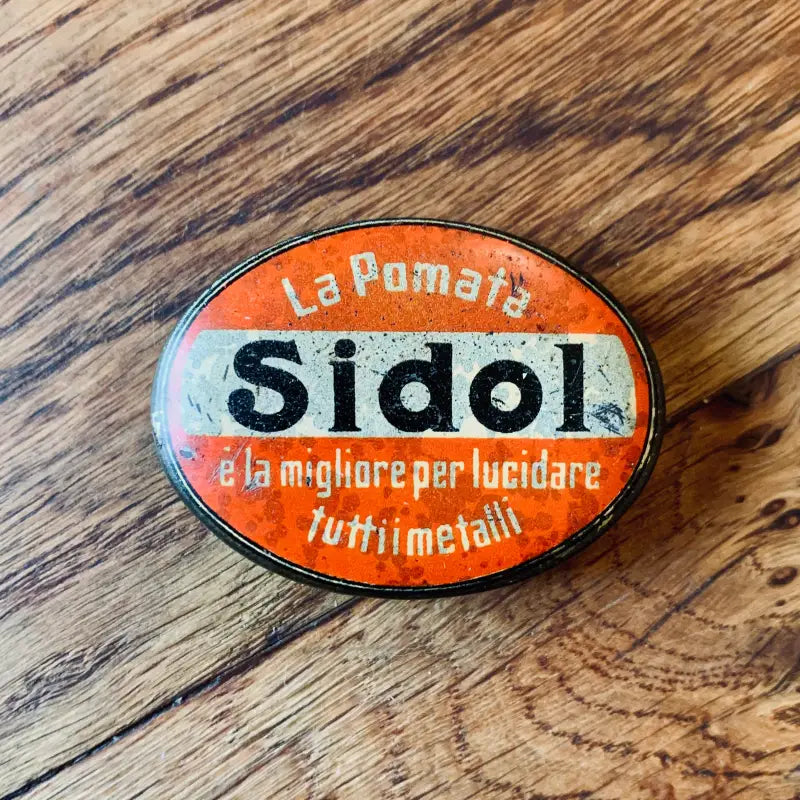 La Pomata
Sidol
è la migliore per lucidare
tutti i metalli